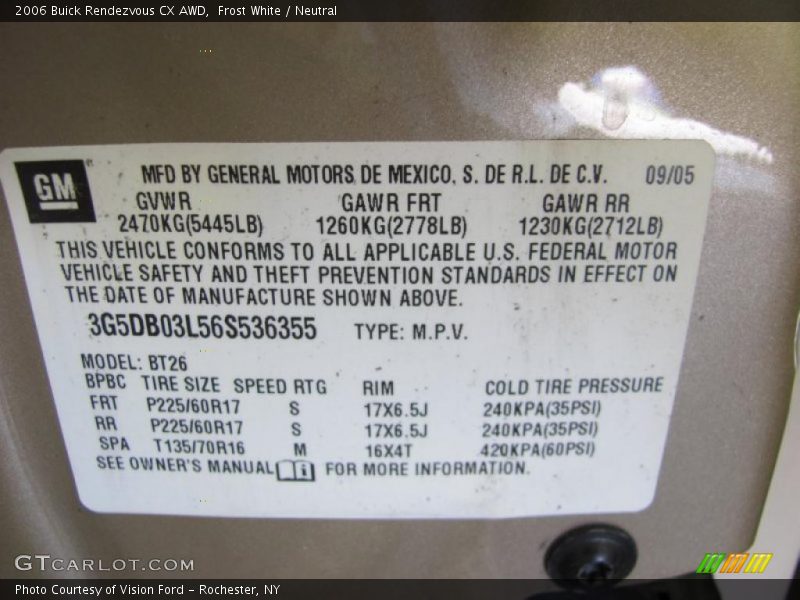 2006 Buick Rendezvous CX AWD,  Frost White / Neutral
GM
MFD BY GENERAL MOTORS DE MEXICO, S. DE R.L. DE C.V. 09/05
GVWR GAWR FRT GAWR RR
2470KG(5445LB) 1260KG(2778LB) 1230KG(2712LB)
THIS VEHICLE CONFORMS TO ALL APPLICABLE U.S. FEDERAL MOTOR
VEHICLE SAFETY AND THEFT PREVENTION STANDARDS IN EFFECT ON
THE DATE OF MANUFACTURE SHOWN ABOVE.
3G5DB03L56S536355 TYPE: M.P.V.
MODEL: BT26
BPBC TIRE SIZE SPEED RTG RIM COLD TIRE PRESSURE
FRT P225/60R17 S 17X6.5J 240KPA(35PSI)
RR P225/60R17 S 17X6.5J 240KPA(35PSI)
SPA T135/70R16 M 16X4T 420KPA(60PSI)
SEE OWNER'S MANUAL FOR MORE INFORMATION.
GTCARLOT.COM
Photo Courtesy of Vision Ford – Rochester, NY